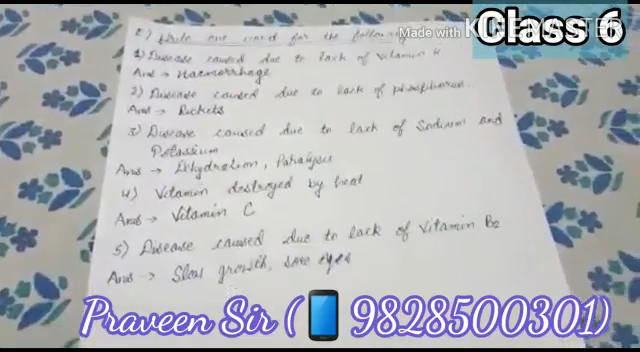 Made with KINEMASTER
Class 6
E) Write one word for the following
1) Disease caused due to lack of vitamin K
Ans → Haemorrhage
2) Disease caused due to lack of phosphorus.
Ans → Rickets
3) Disease caused due to lack of Sodium and
Potassium
Ans → Dehydration, Paralysis
4) Vitamin destroyed by heat
Ans → Vitamin C
5) Disease caused due to lack of Vitamin B2
Ans → Slow growth, sore eyes
Praveen Sir (📱9828500301)